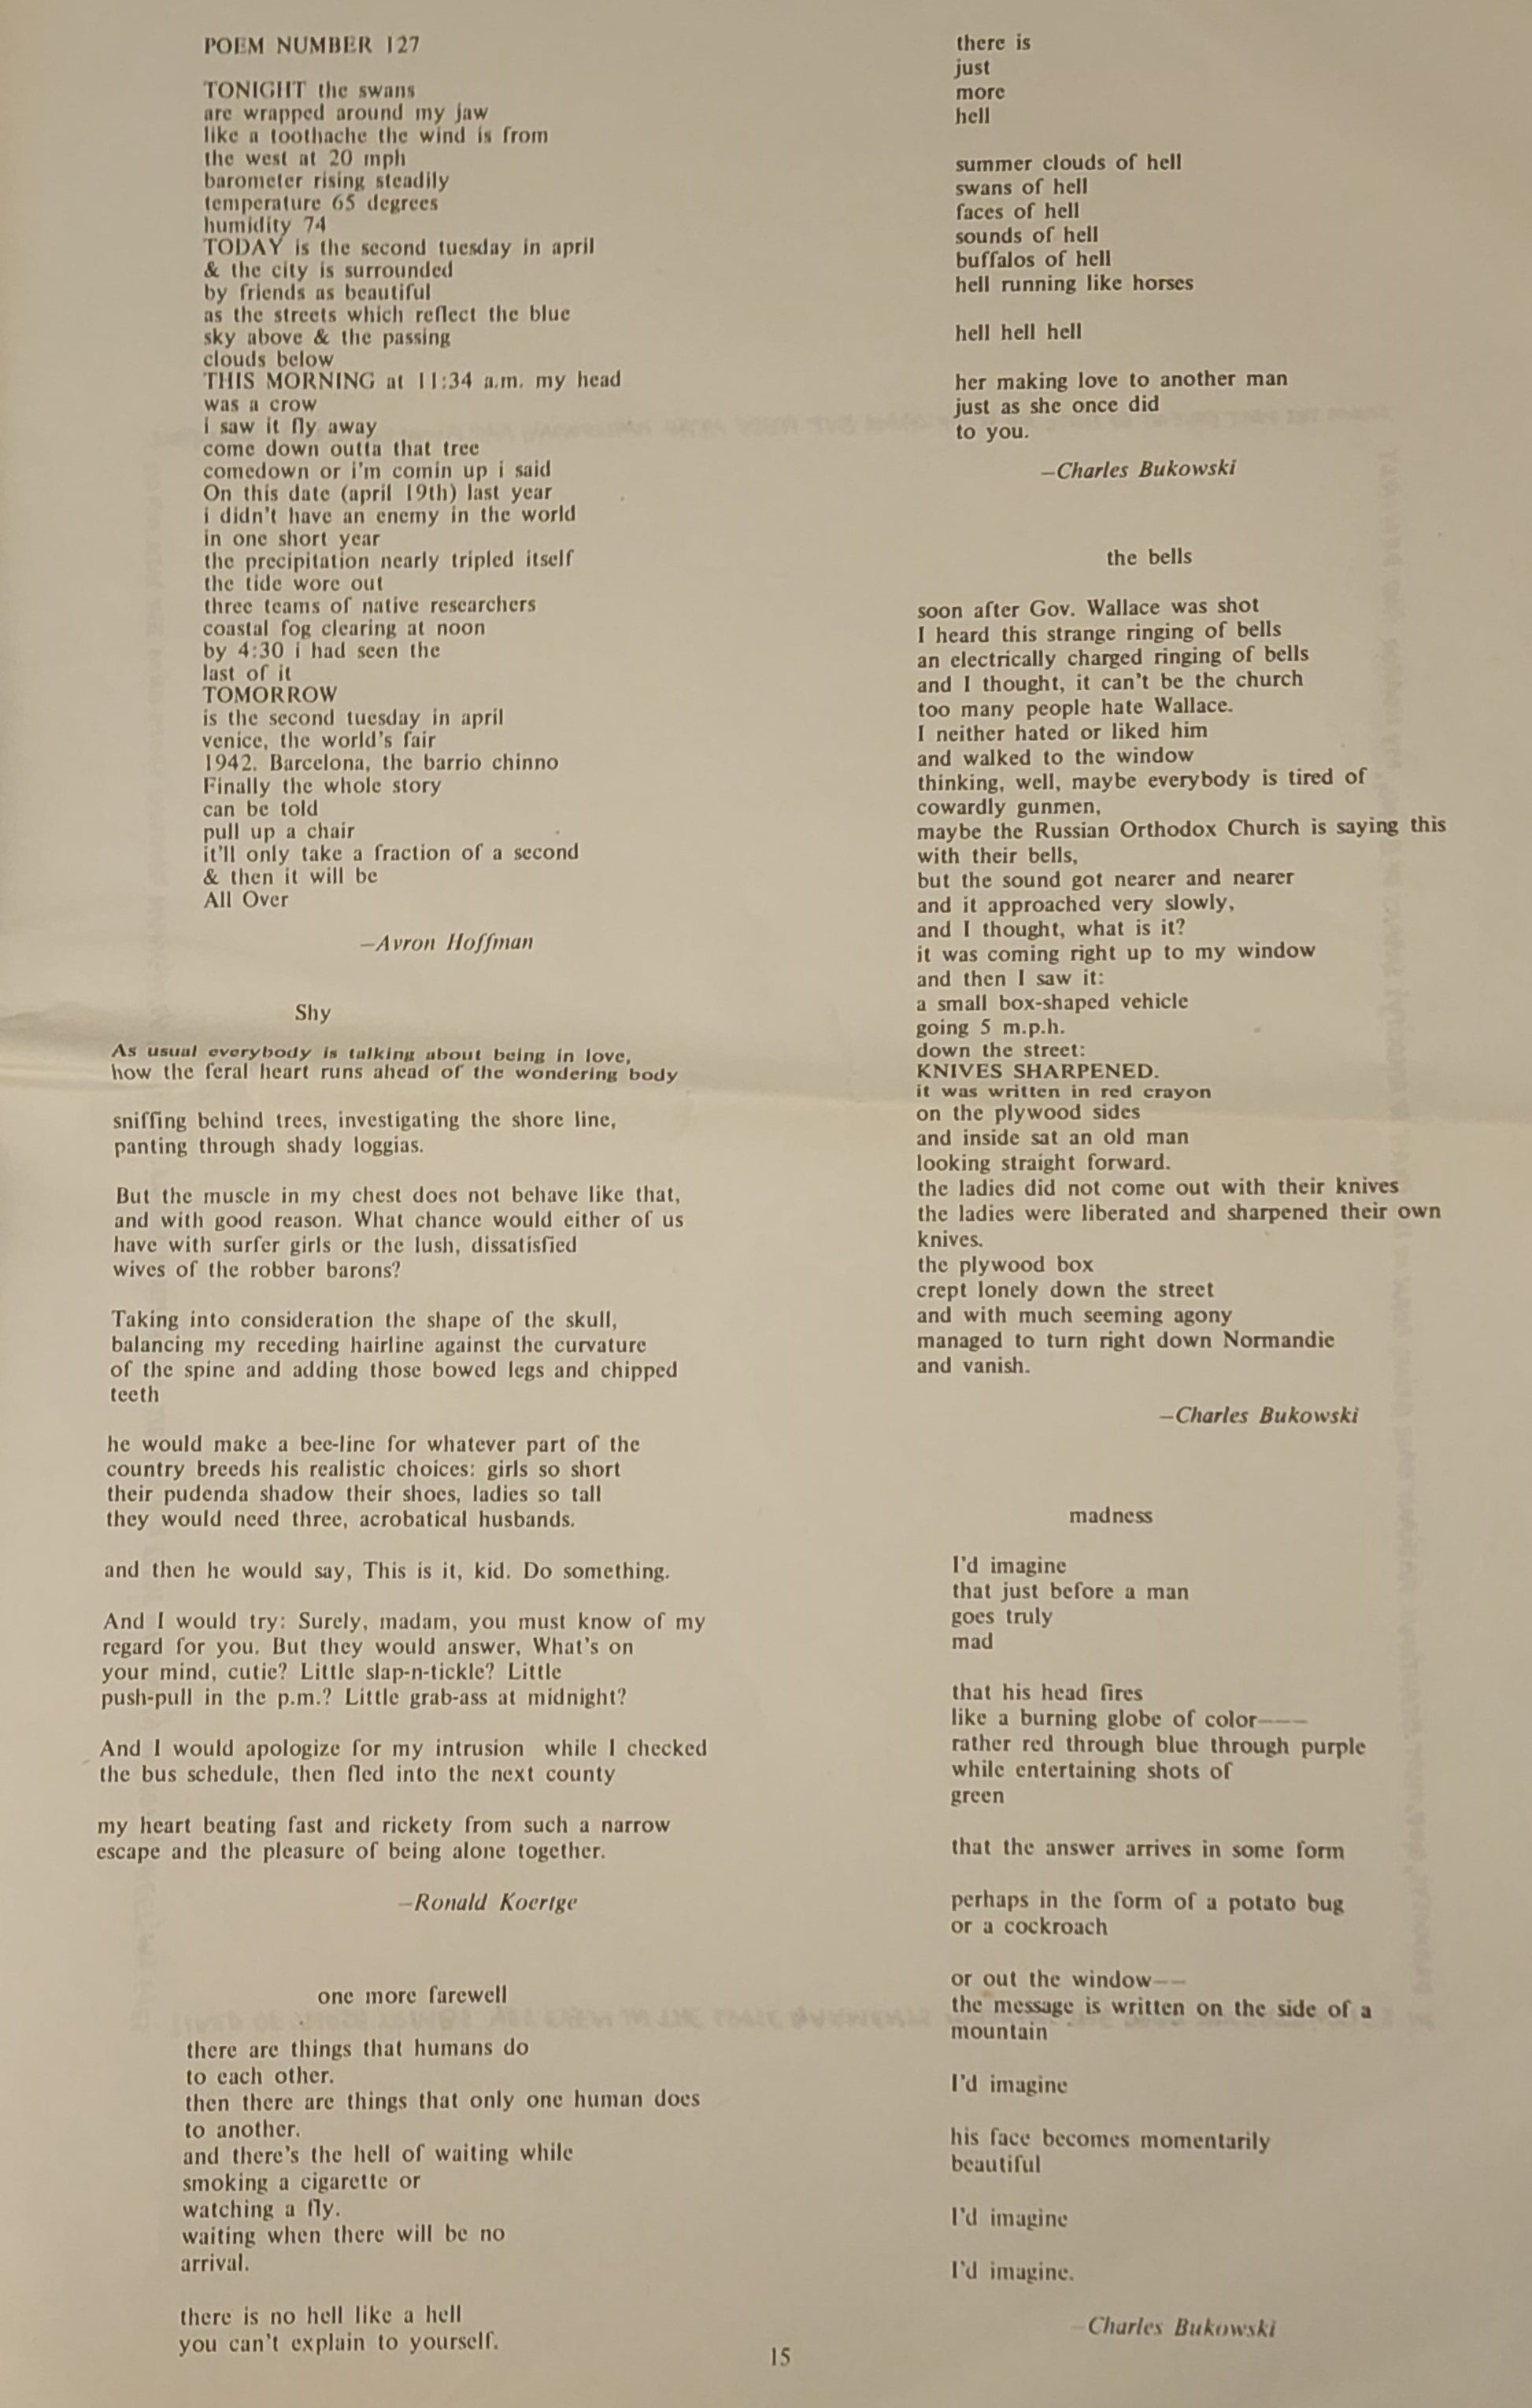 POEM NUMBER 127
TONIGHT the swans
are wrapped around my jaw
like a toothache the wind is from
the west at 20 mph
barometer rising steadily
temperature 65 degrees
humidity 74
TODAY is the second tuesday in april
& the city is surrounded
by friends as beautiful
as the streets which reflect the blue
sky above & the passing
clouds below
THIS MORNING at 11:34 a.m. my head
was a crow
i saw it fly away
come down outta that tree
comedown or i'm comin up i said
On this date (april 19th) last year
i didn't have an enemy in the world
in one short year
the precipitation nearly tripled itself
the tide wore out
three teams of native researchers
coastal fog clearing at noon
by 4:30 i had seen the
last of it
TOMORROW
is the second tuesday in april
venice, the world's fair
1942. Barcelona, the barrio chinno
Finally the whole story
can be told
pull up a chair
it'll only take a fraction of a second
& then it will be
All Over
—Avron Hoffman
Shy
As usual everybody is talking about being in love,
how the feral heart runs ahead of the wondering body
sniffing behind trees, investigating the shore line,
panting through shady loggias.
But the muscle in my chest does not behave like that,
and with good reason. What chance would either of us
have with surfer girls or the lush, dissatisfied
wives of the robber barons?
Taking into consideration the shape of the skull,
balancing my receding hairline against the curvature
of the spine and adding those bowed legs and chipped
teeth
he would make a bee-line for whatever part of the
country breeds his realistic choices: girls so short
their pudenda shadow their shoes, ladies so tall
they would need three, acrobatical husbands.
and then he would say, This is it, kid. Do something.
And I would try: Surely, madam, you must know of my
regard for you. But they would answer, What's on
your mind, cutie? Little slap-n-tickle? Little
push-pull in the p.m.? Little grab-ass at midnight?
And I would apologize for my intrusion while I checked
the bus schedule, then fled into the next county
my heart beating fast and rickety from such a narrow
escape and the pleasure of being alone together.
—Ronald Koertge
one more farewell
there are things that humans do
to each other.
then there are things that only one human does
to another.
and there's the hell of waiting while
smoking a cigarette or
watching a fly.
waiting when there will be no
arrival.
there is no hell like a hell
you can't explain to yourself.
there is
just
more
hell
summer clouds of hell
swans of hell
faces of hell
sounds of hell
buffalos of hell
hell running like horses
hell hell hell
her making love to another man
just as she once did
to you.
—Charles Bukowski
the bells
soon after Gov. Wallace was shot
I heard this strange ringing of bells
an electrically charged ringing of bells
and I thought, it can't be the church
too many people hate Wallace.
I neither hated or liked him
and walked to the window
thinking, well, maybe everybody is tired of
cowardly gunmen,
maybe the Russian Orthodox Church is saying this
with their bells,
but the sound got nearer and nearer
and it approached very slowly,
and I thought, what is it?
it was coming right up to my window
and then I saw it:
a small box-shaped vehicle
going 5 m.p.h.
down the street:
KNIVES SHARPENED.
it was written in red crayon
on the plywood sides
and inside sat an old man
looking straight forward.
the ladies did not come out with their knives
the ladies were liberated and sharpened their own
knives.
the plywood box
crept lonely down the street
and with much seeming agony
managed to turn right down Normandie
and vanish.
—Charles Bukowski
madness
I'd imagine
that just before a man
goes truly
mad
that his head fires
like a burning globe of color———
rather red through blue through purple
while entertaining shots of
green
that the answer arrives in some form
perhaps in the form of a potato bug
or a cockroach
or out the window——
the message is written on the side of a
mountain
I'd imagine
his face becomes momentarily
beautiful
I'd imagine
I'd imagine.
—Charles Bukowski
15